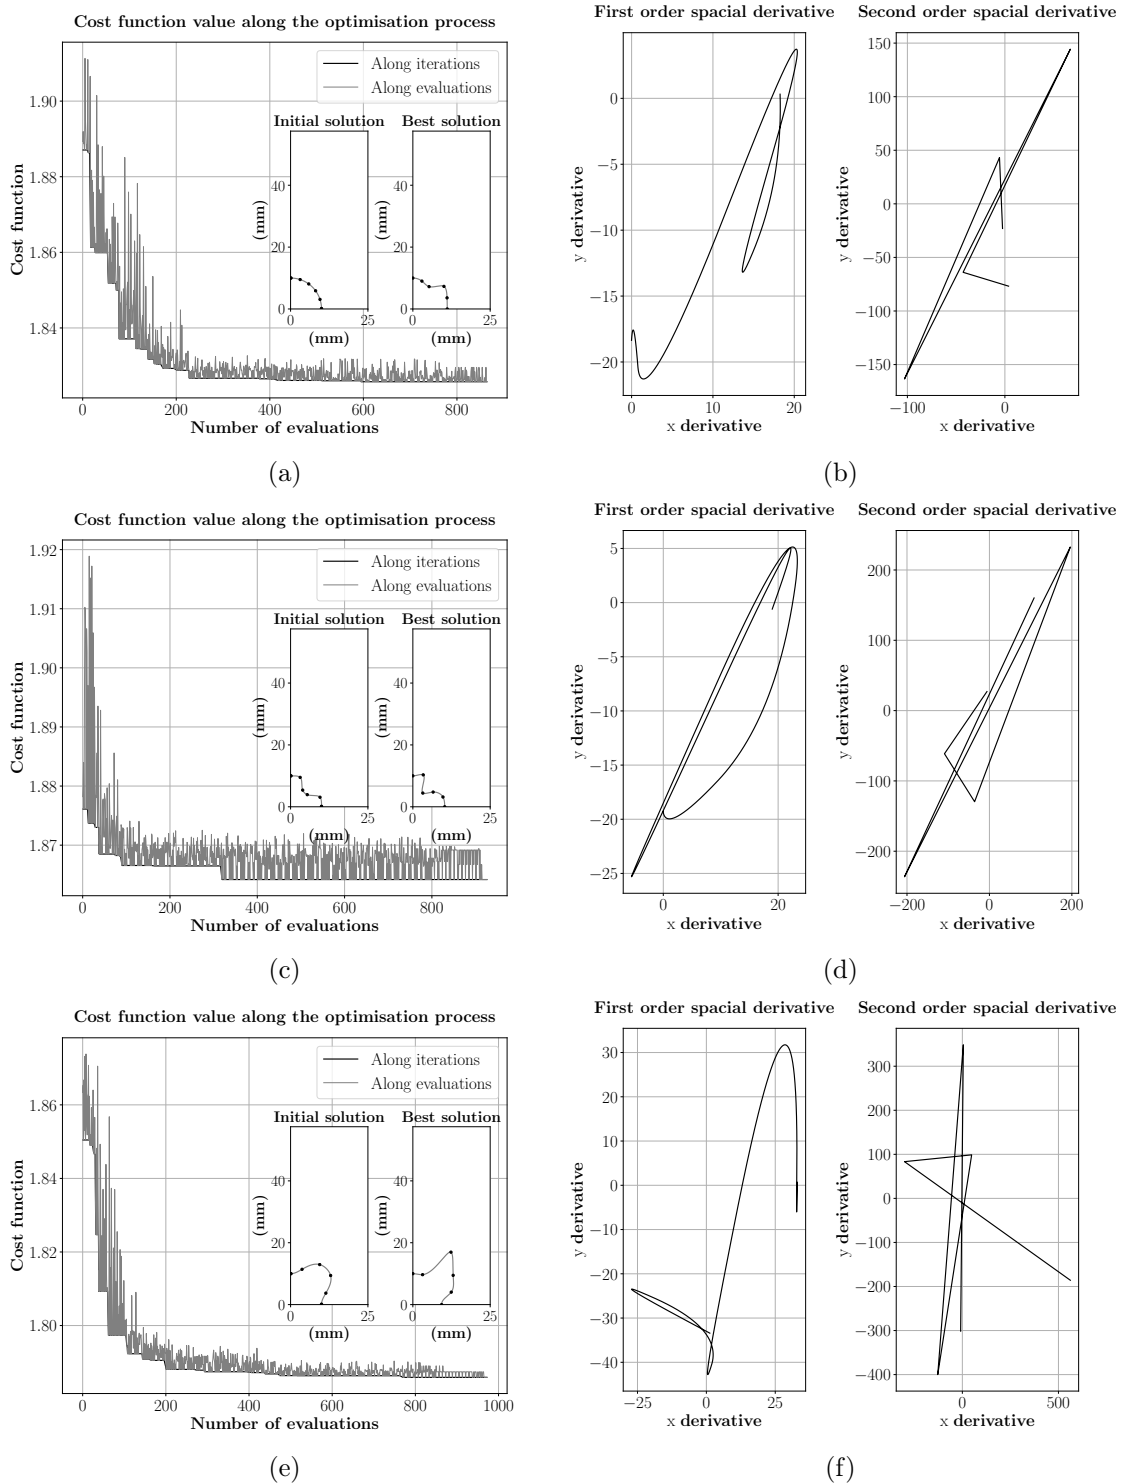 Cost function value along the optimisation process
Along iterations
Along evaluations
Initial solution Best solution
1.90
1.88
1.86
1.84
Cost function
(mm) 40 20 0
(mm) 40 20 0
0 25 0 25
(mm) (mm)
0 200 400 600 800
Number of evaluations
(a)
First order spacial derivative Second order spacial derivative
0
−5
−10
−15
−20
y derivative
0 10 20
x derivative
150
100
50
0
−50
−100
−150
y derivative
−100 0
x derivative
(b)
Cost function value along the optimisation process
Along iterations
Along evaluations
Initial solution Best solution
1.92
1.91
1.90
1.89
1.88
1.87
Cost function
(mm) 40 20 0
(mm) 40 20 0
0 25 0 25
(mm) (mm)
0 200 400 600 800
Number of evaluations
(c)
First order spacial derivative Second order spacial derivative
5
0
−5
−10
−15
−20
−25
y derivative
0 20
x derivative
200
100
0
−100
−200
y derivative
−200 0 200
x derivative
(d)
Cost function value along the optimisation process
Along iterations
Along evaluations
Initial solution Best solution
1.86
1.84
1.82
1.80
Cost function
(mm) 40 20 0
(mm) 40 20 0
0 25 0 25
(mm) (mm)
0 200 400 600 800 1000
Number of evaluations
(e)
First order spacial derivative Second order spacial derivative
30
20
10
0
−10
−20
−30
−40
y derivative
−25 0 25
x derivative
300
200
100
0
−100
−200
−300
−400
y derivative
0 500
x derivative
(f)